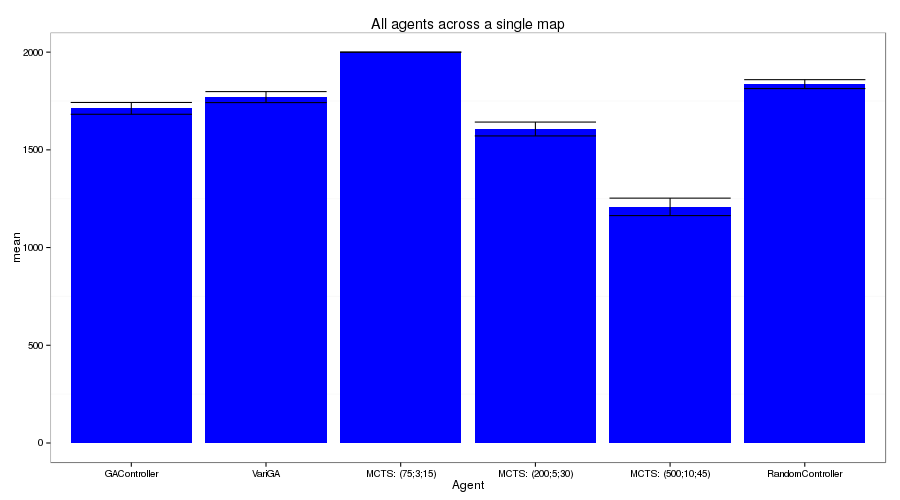 All agents across a single map
mean
2000
1500
1000
500
0
GAController VariGA MCTS: (75;3;15) MCTS: (200;5;30) MCTS: (500;10;45) RandomController
Agent